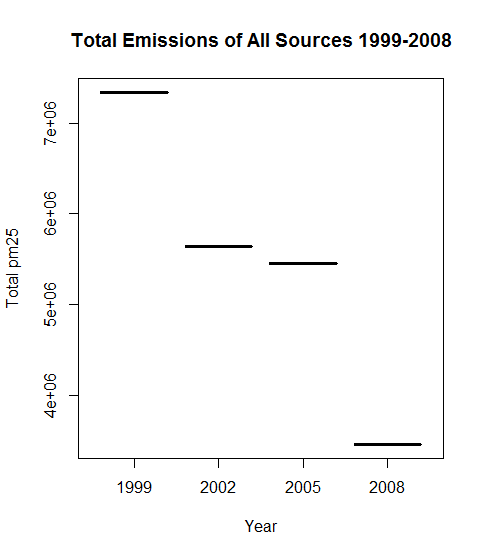 Total Emissions of All Sources 1999-2008
Total pm25
7e+06
6e+06
5e+06
4e+06
1999 2002 2005 2008
Year